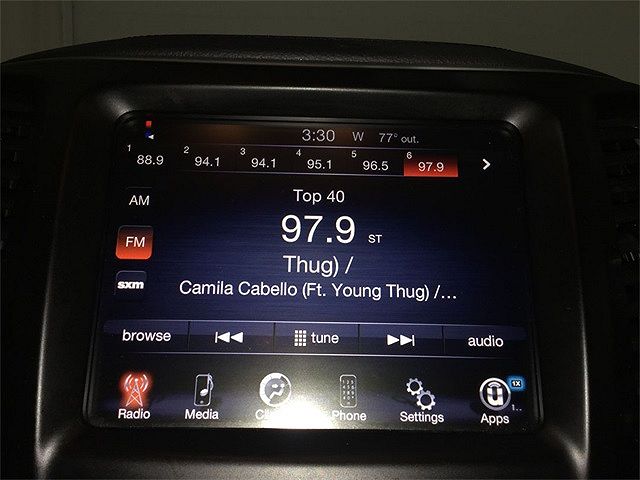 3:30 W 77° out.
1 88.9 2 94.1 3 94.1 4 95.1 5 96.5 6 97.9
AM
Top 40
FM
97.9 ST
Thug) /
sxm
Camila Cabello (Ft. Young Thug) /...
browse tune audio
Radio Media Phone Settings Apps
1X
1..